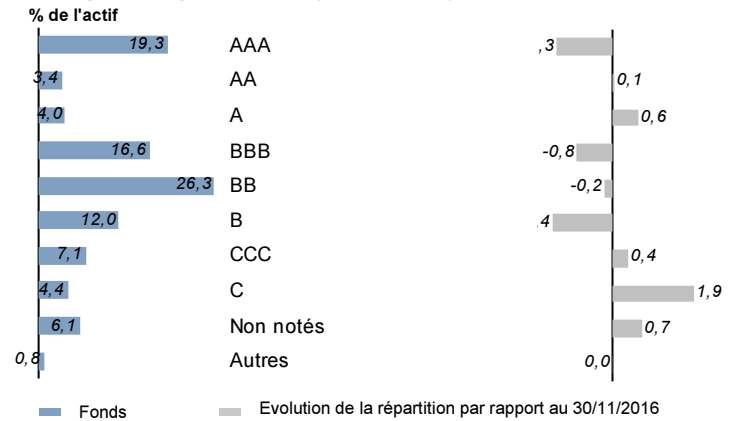 % de l'actif
19,3 AAA ,3
3,4 AA 0,1
4,0 A 0,6
16,6 BBB -0,8
26,3 BB -0,2
12,0 B ,4
7,1 CCC 0,4
4,4 C 1,9
6,1 Non notés 0,7
0,8 Autres 0,0
Fonds Evolution de la répartition par rapport au 30/11/2016